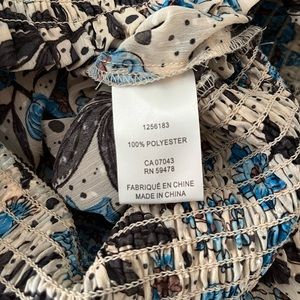 1256183
100% POLYESTER
CA 07043
RN 59478
FABRIQUÉ EN CHINE
MADE IN CHINA